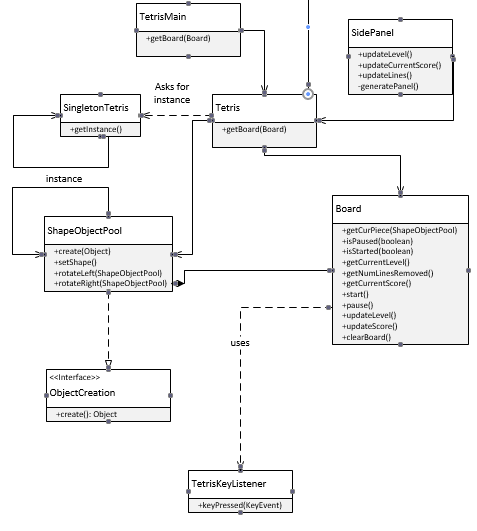 TetrisMain
+getBoard(Board)
SidePanel
+updateLevel()
+updateCurrentScore()
+updateLines()
-generatePanel()
Asks for
instance
SingletonTetris
+getInstance()
Tetris
+getBoard(Board)
instance
ShapeObjectPool
+create(Object)
+setShape()
+rotateLeft(ShapeObjectPool)
+rotateRight(ShapeObjectPool)
Board
+getCurPiece(ShapeObjectPool)
+isPaused(boolean)
+isStarted(boolean)
+getCurrentLevel()
+getNumLinesRemoved()
+getCurrentScore()
+start()
+pause()
+updateLevel()
+updateScore()
+clearBoard()
uses
<<Interface>>
ObjectCreation
+create(): Object
TetrisKeyListener
+keyPressed(KeyEvent)